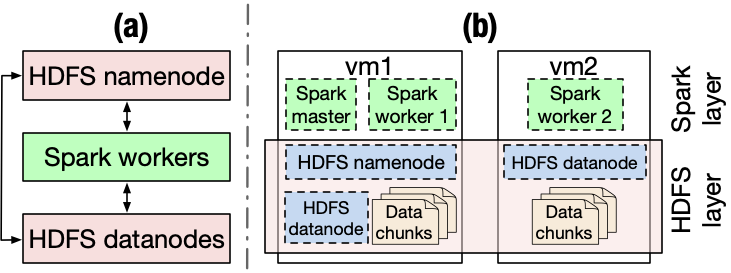 (a)
HDFS namenode
Spark workers
HDFS datanodes
(b)
vm1
vm2
Spark
master
Spark
worker 1
Spark
worker 2
Spark
layer
HDFS namenode
HDFS datanode
HDFS
datanode
Data
chunks
Data
chunks
HDFS
layer